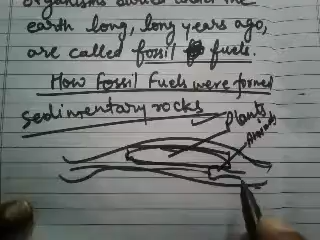 organisms buried under the
earth long, long years ago,
are called fossil fuels.
How Fossil Fuels were formed
Sedimentary rocks
Plants
Animals